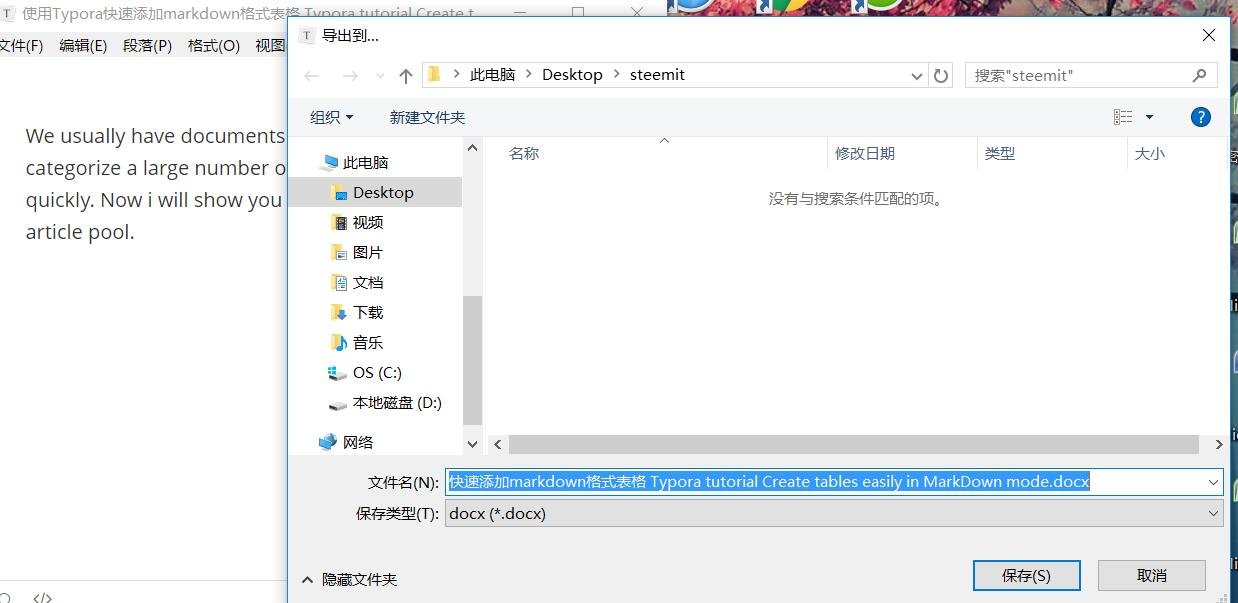 使用Typora快速添加markdown格式表格 Typora tutorial Create t
文件(F) 编辑(E) 段落(P) 格式(O) 视图
We usually have documents
categorize a large number o
quickly. Now i will show you
article pool.
导出到...
此电脑 Desktop steemit
搜索"steemit"
组织 新建文件夹
此电脑
Desktop
视频
图片
文档
下载
音乐
OS (C:)
本地磁盘 (D:)
网络
名称 修改日期 类型 大小
没有与搜索条件匹配的项。
文件名(N): 快速添加markdown格式表格 Typora tutorial Create tables easily in MarkDown mode.docx
保存类型(T): docx (*.docx)
隐藏文件夹
保存(S) 取消